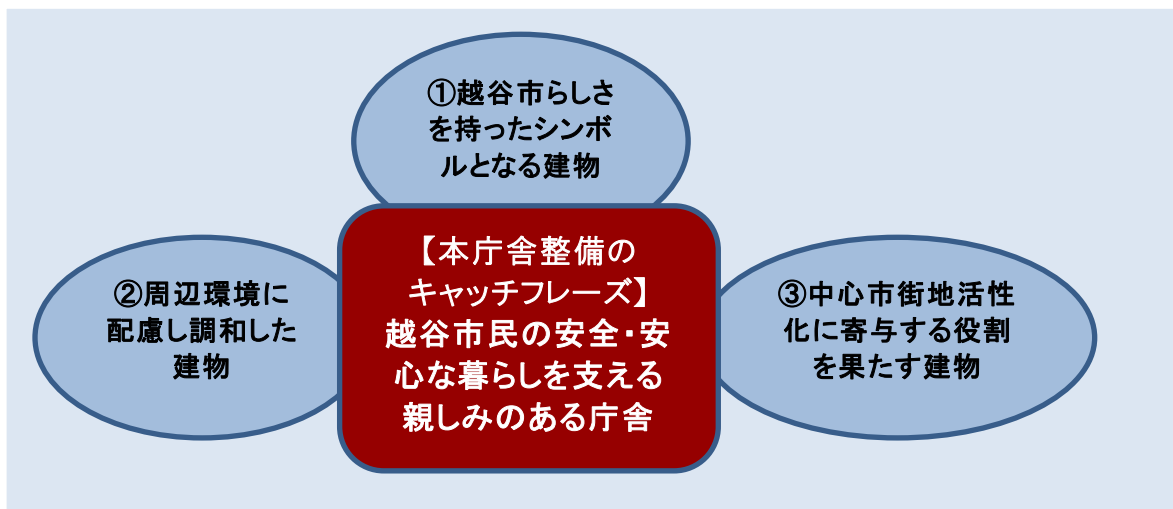 ①越谷市らしさ
を持ったシンボ
ルとなる建物
【本庁舎整備の
キャッチフレーズ】
越谷市民の安全・安
心な暮らしを支える
親しみのある庁舎
②周辺環境に
配慮し調和した
建物
③中心市街地活性
化に寄与する役割
を果たす建物